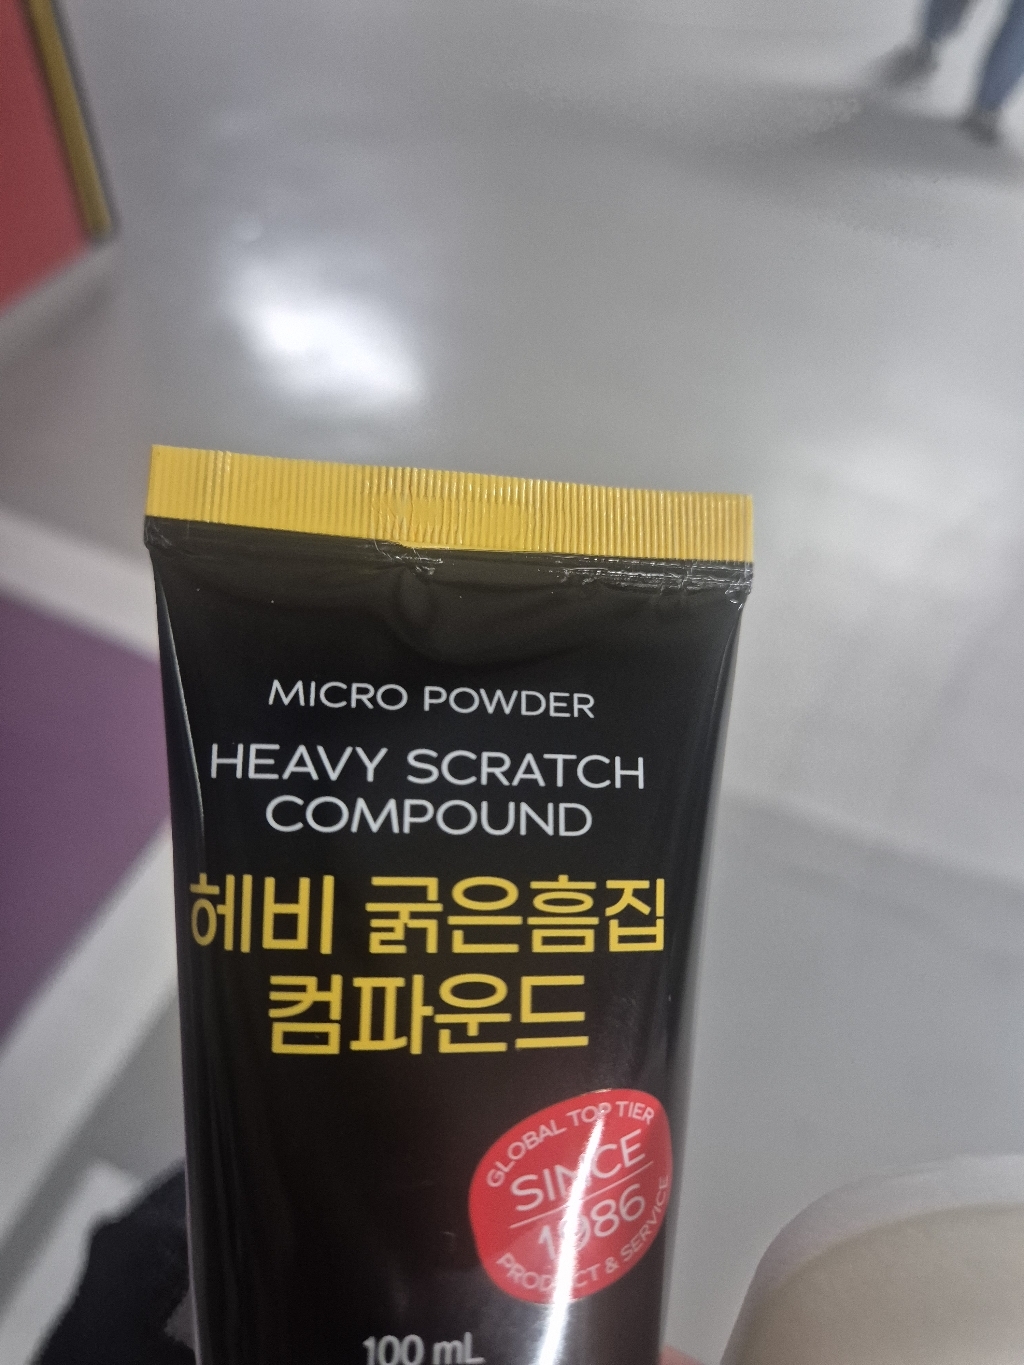 MICRO POWDER
HEAVY SCRATCH
COMPOUND
헤비 굵은흠집
컴파운드
GLOBAL TOP TIER
SINCE
1986
PRODUCT & SERVICE
100 mL